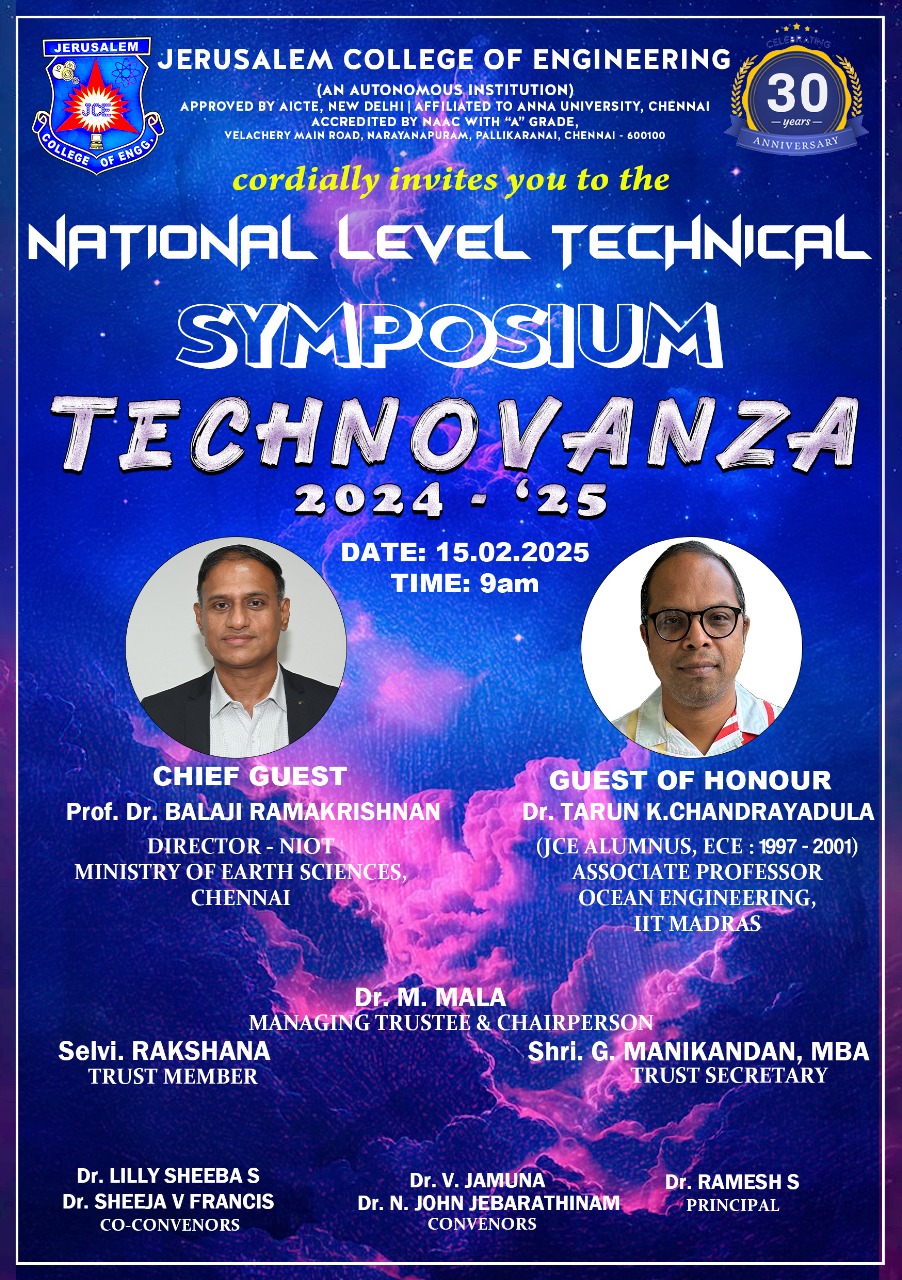 JERUSALEM
JCE
COLLEGE OF ENGG.
JERUSALEM COLLEGE OF ENGINEERING
(AN AUTONOMOUS INSTITUTION)
APPROVED BY AICTE, NEW DELHI | AFFILIATED TO ANNA UNIVERSITY, CHENNAI
ACCREDITED BY NAAC WITH “A” GRADE,
VELACHERY MAIN ROAD, NARAYANAPURAM, PALLIKARANAI, CHENNAI - 600100
CELEBRATING
30
years
ANNIVERSARY
cordially invites you to the
NATIONAL LEVEL TECHNICAL
SYMPOSIUM
TECHNOVANZA
2024 - ‘25
DATE: 15.02.2025
TIME: 9am
CHIEF GUEST
Prof. Dr. BALAJI RAMAKRISHNAN
DIRECTOR - NIOT
MINISTRY OF EARTH SCIENCES,
CHENNAI
GUEST OF HONOUR
Dr. TARUN K.CHANDRAYADULA
(JCE ALUMNUS, ECE : 1997 - 2001)
ASSOCIATE PROFESSOR
OCEAN ENGINEERING,
IIT MADRAS
Dr. M. MALA
MANAGING TRUSTEE & CHAIRPERSON
Selvi. RAKSHANA
TRUST MEMBER
Shri. G. MANIKANDAN, MBA
TRUST SECRETARY
Dr. LILLY SHEEBA S
Dr. SHEEJA V FRANCIS
CO-CONVENORS
Dr. V. JAMUNA
Dr. N. JOHN JEBARATHINAM
CONVENORS
Dr. RAMESH S
PRINCIPAL